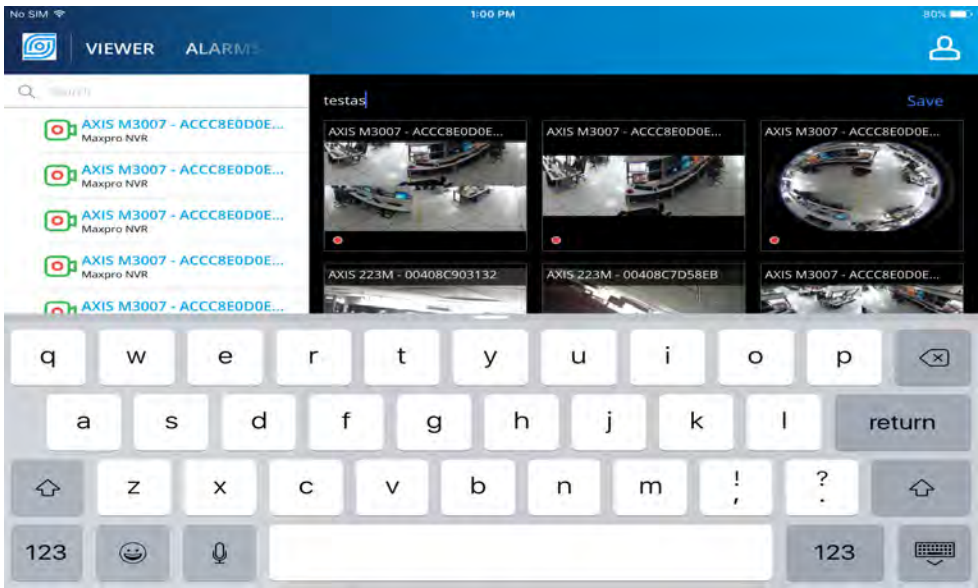 No SIM
1:00 PM
80%
VIEWER ALARMS
Search
AXIS M3007 - ACCC8E0D0E...
Maxpro NVR
AXIS M3007 - ACCC8E0D0E...
Maxpro NVR
AXIS M3007 - ACCC8E0D0E...
Maxpro NVR
AXIS M3007 - ACCC8E0D0E...
Maxpro NVR
AXIS M3007 - ACCC8E0D0E...
testas
Save
AXIS M3007 - ACCC8E0D0E...
AXIS M3007 - ACCC8E0D0E...
AXIS M3007 - ACCC8E0D0E...
AXIS 223M - 00408C903132
AXIS 223M - 00408C7D58EB
AXIS M3007 - ACCC8E0D0E...
q w e r t y u i o p
a s d f g h j k l return
z x c v b n m ! , ? .
123 123